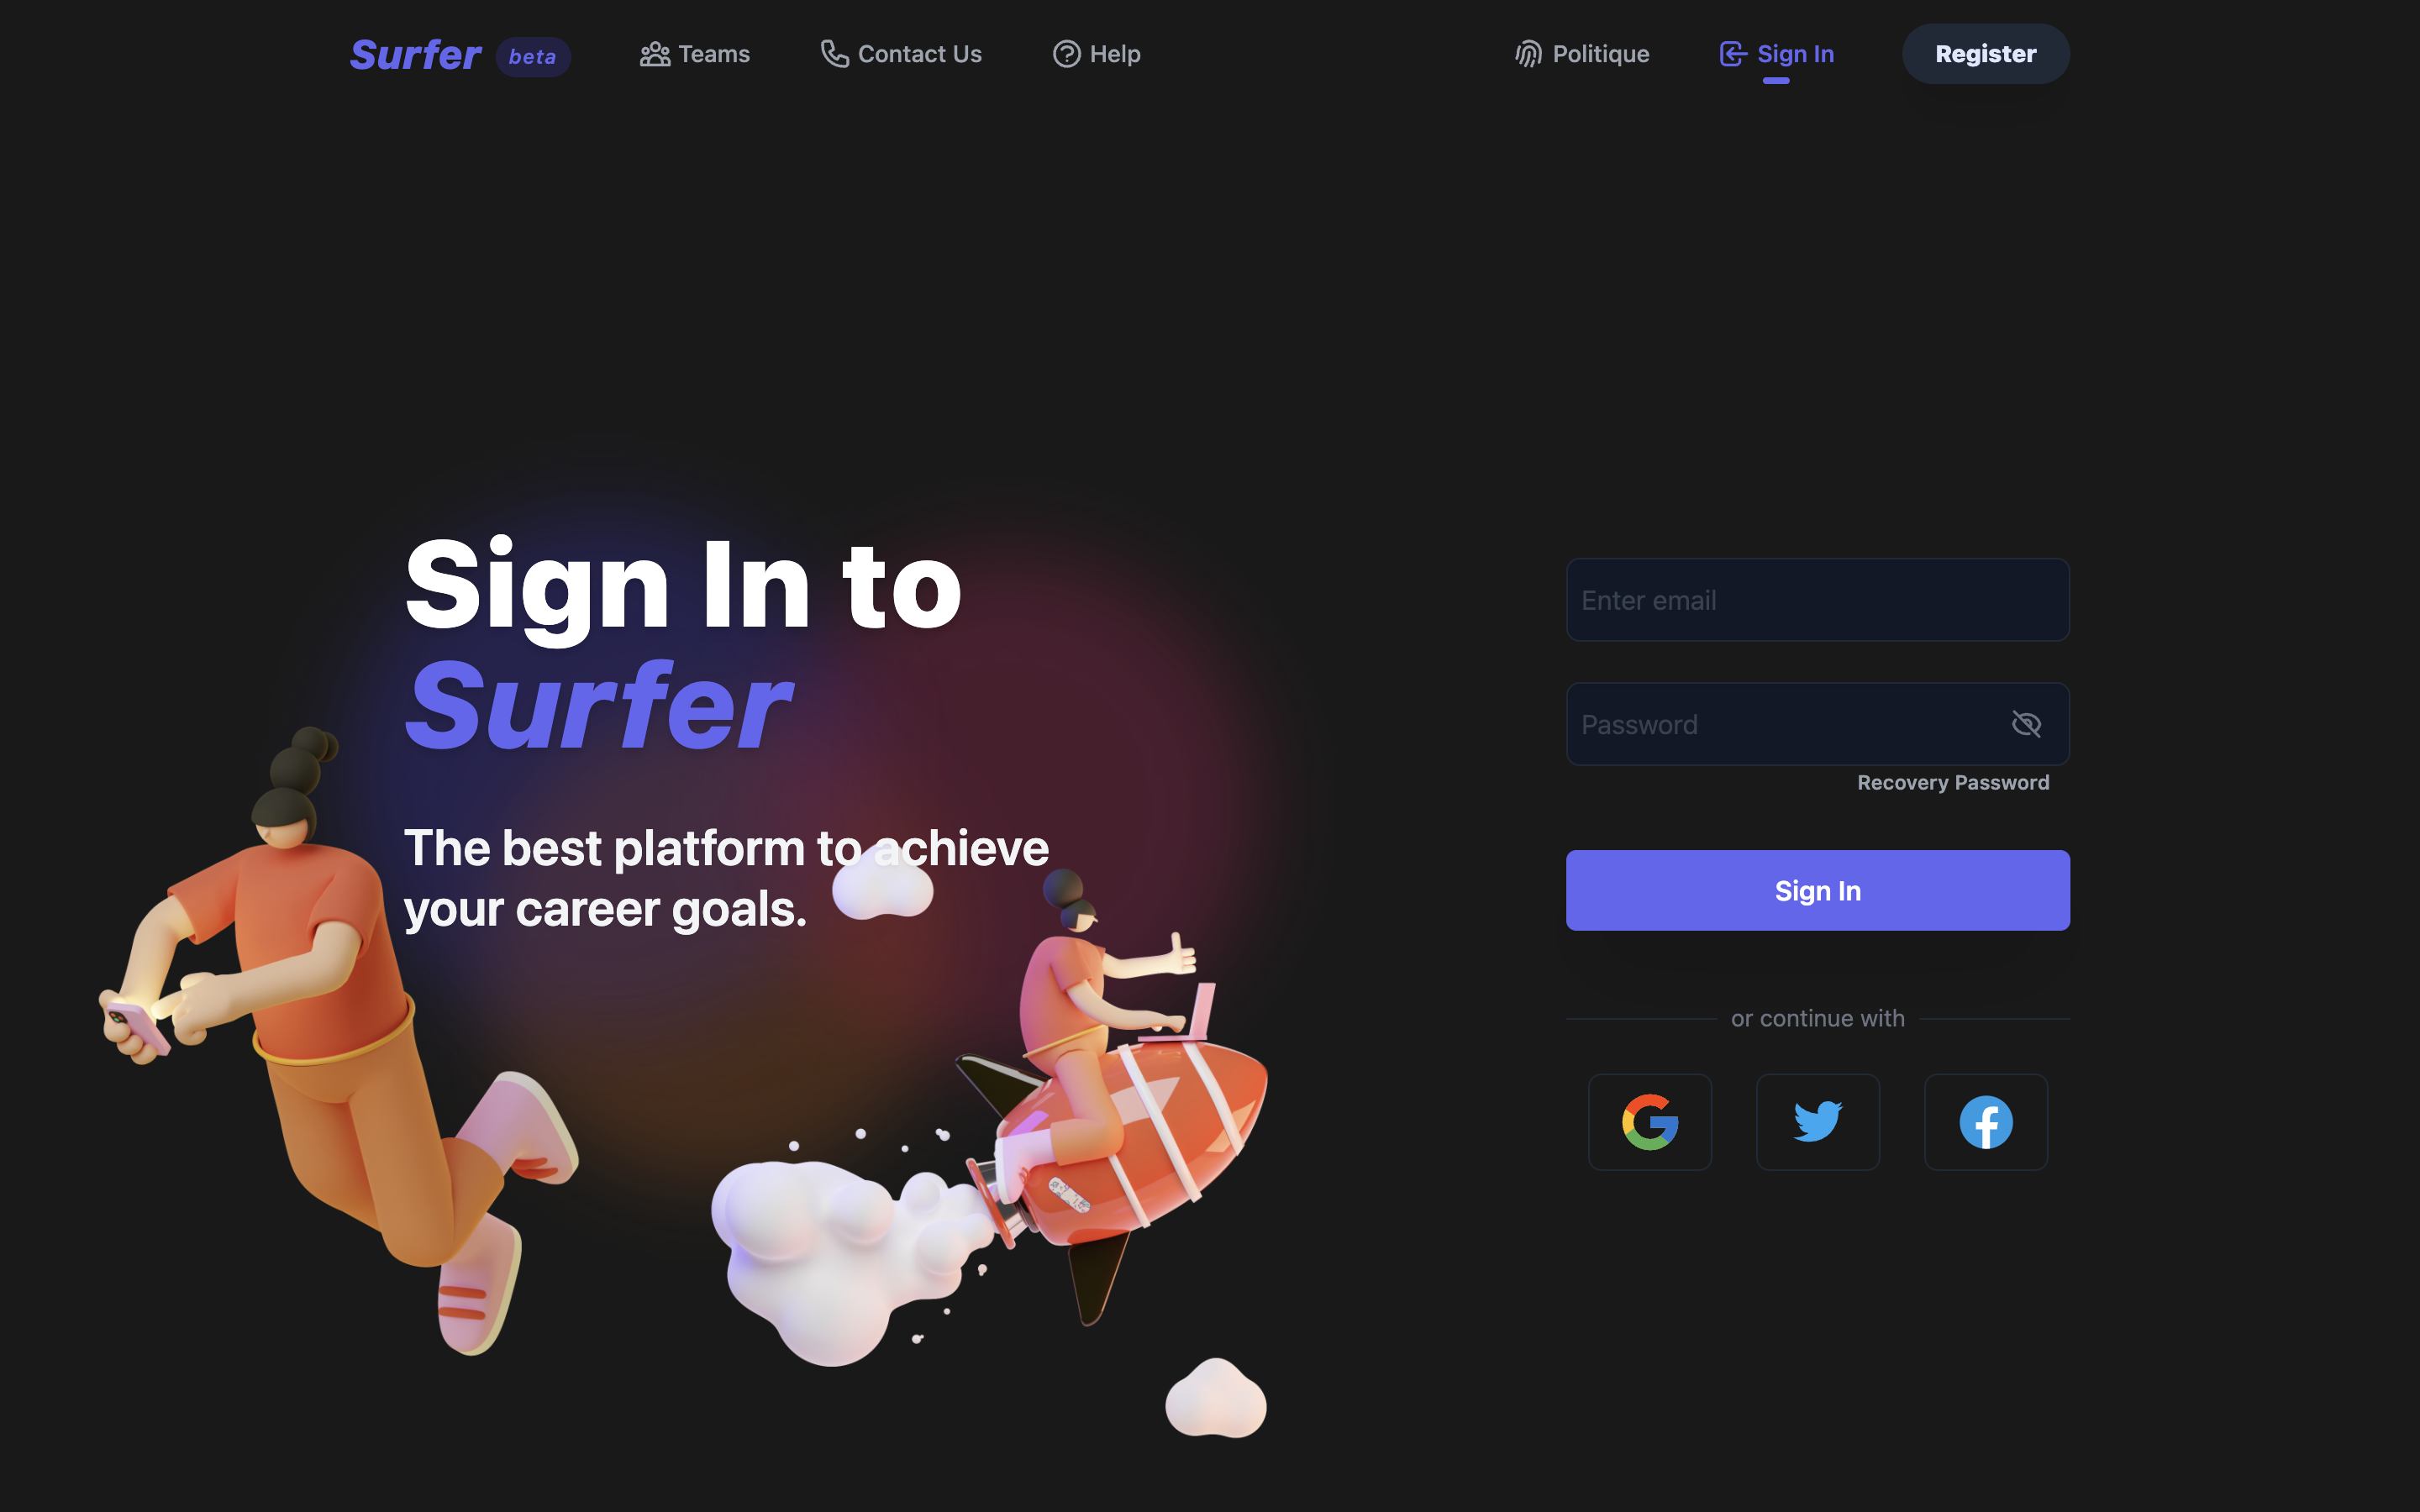 Surfer beta
Teams
Contact Us
Help
Politique
Sign In
Register
Sign In to
Surfer
The best platform to achieve
your career goals.
Enter email
Password
Recovery Password
Sign In
or continue with